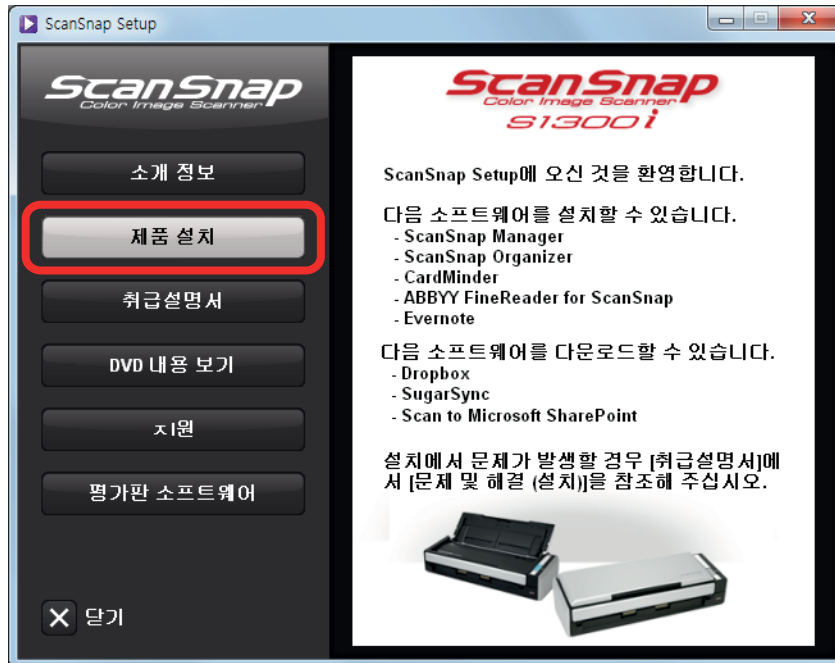 ScanSnap Setup
ScanSnap
Color Image Scanner
소개 정보
제품 설치
취급설명서
DVD 내용 보기
지원
평가판 소프트웨어
닫기
ScanSnap
Color Image Scanner
S1300i
ScanSnap Setup에 오신 것을 환영합니다.
다음 소프트웨어를 설치할 수 있습니다.
- ScanSnap Manager
- ScanSnap Organizer
- CardMinder
- ABBYY FineReader for ScanSnap
- Evernote
다음 소프트웨어를 다운로드할 수 있습니다.
- Dropbox
- SugarSync
- Scan to Microsoft SharePoint
설치에서 문제가 발생할 경우 [취급설명서]에
서 [문제 및 해결 (설치)]을 참조해 주십시오.